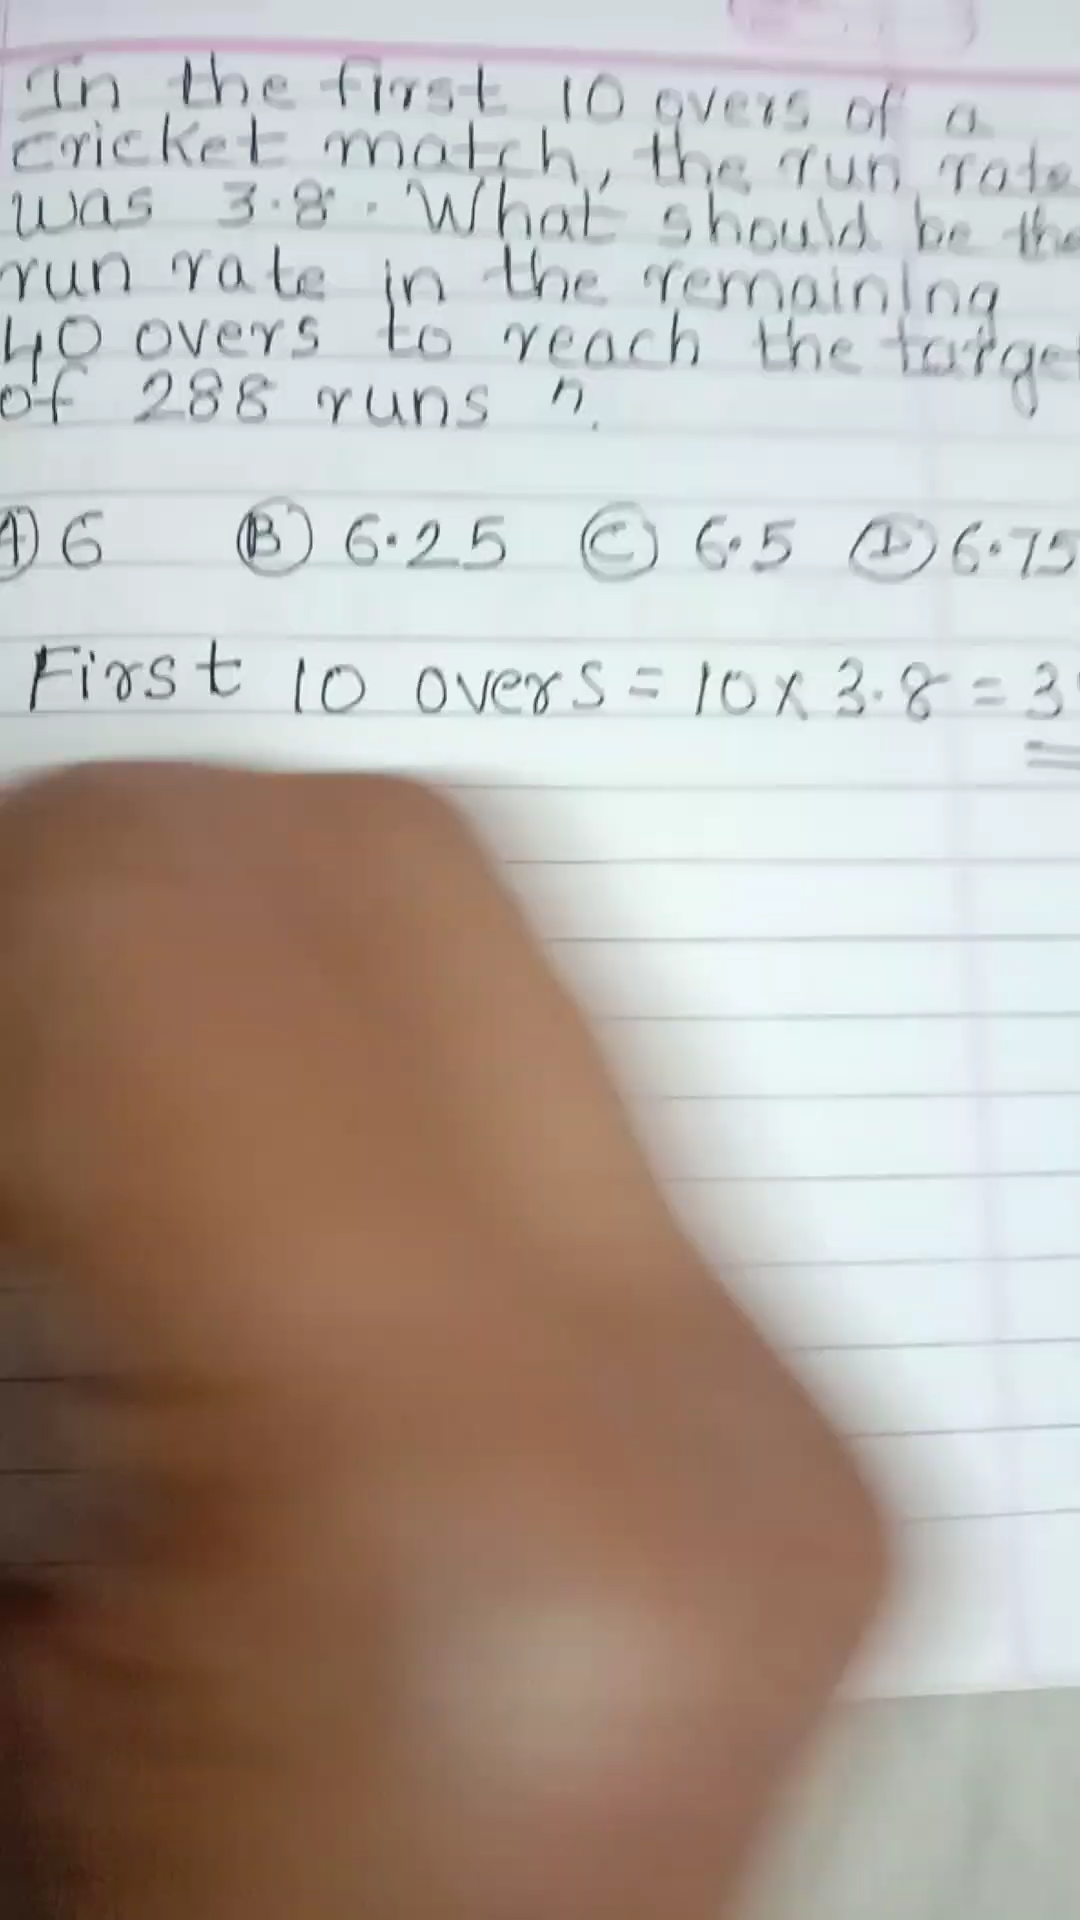 In the first 10 overs of a
cricket match, the run rate
was 3.8. What should be the
run rate in the remaining
40 overs to reach the target
of 288 runs ".
A 6 B 6.25 C 6.5 D 6.75
First 10 overs = 10 x 3.8 = 3